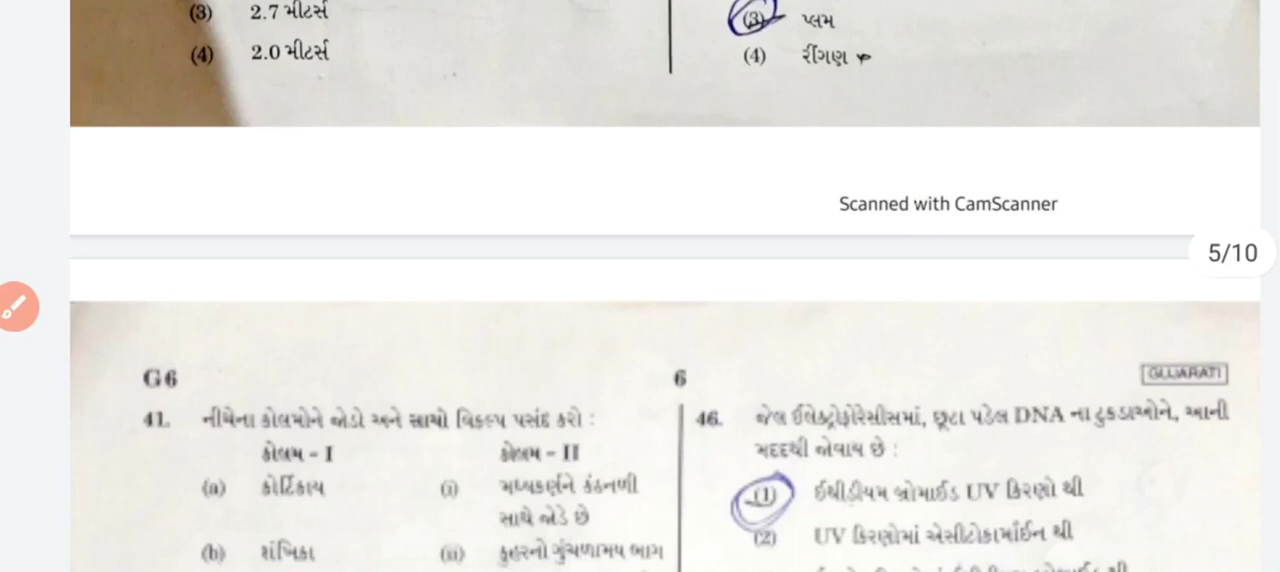 (3) 2.7 મીટર્સ
(4) 2.0 મીટર્સ
(3) પ્લમ
(4) રીંગણ
Scanned with CamScanner
5/10
G6
6
GUJARATI
41. નીચેના કોલમોને જોડો અને સાચો વિકલ્પ પસંદ કરો :
કોલમ - I કોલમ - II
(a) કોર્ટિકાય (i) મધ્યકર્ણને કંઠનળી
સાથે જોડે છે
(b) શંખિકા (ii) કુહરનો ગુંચળામય ભાગ
46. જેલ ઈલેક્ટ્રોફોરેસીસમાં, છૂટા પડેલ DNA ના ટુકડાઓને, આની
મદદથી જોવાય છે :
(1) ઈથીડીયમ બ્રોમાઈડ UV કિરણો થી
(2) UV કિરણોમાં એસીટોકાર્માઈન થી